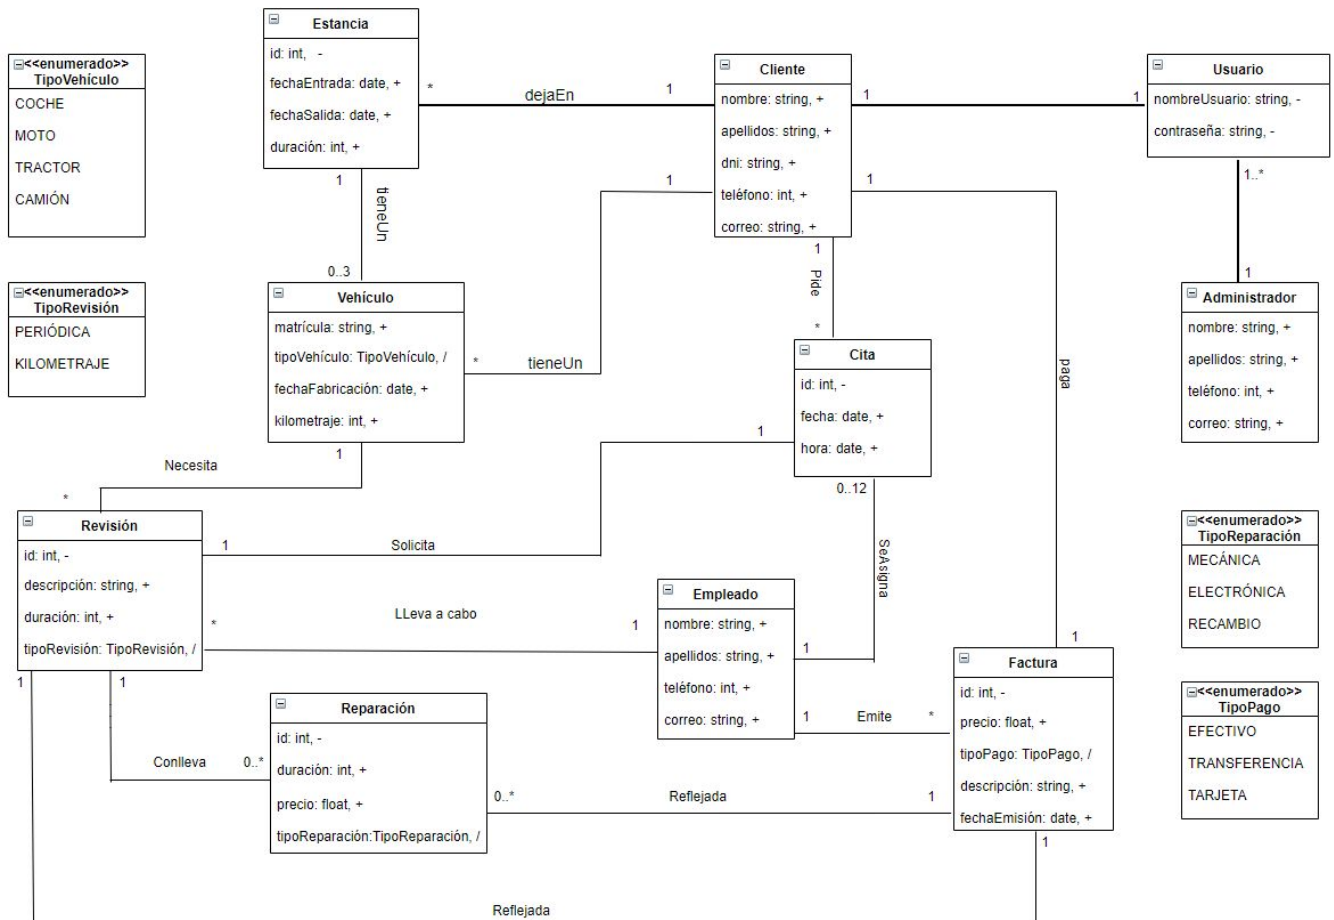 Estancia
id: int,  -
fechaEntrada: date, +
fechaSalida: date, +
duración: int, +
<<enumerado>>
TipoVehículo
COCHE
MOTO
TRACTOR
CAMIÓN
Cliente
nombre: string, +
apellidos: string, +
dni: string, +
teléfono: int, +
correo: string, +
Usuario
nombreUsuario: string, -
contraseña: string, -
*
dejaEn
1
1
1
1
tieneUn
0..3
1
1
1
Pide
*
1..*
1
<<enumerado>>
TipoRevisión
PERIÓDICA
KILOMETRAJE
Vehículo
matrícula: string, +
tipoVehículo: TipoVehículo, /
fechaFabricación: date, +
kilometraje: int, +
*
tieneUn
Cita
id: int, -
fecha: date, +
hora: date, +
paga
Administrador
nombre: string, +
apellidos: string, +
teléfono: int, +
correo: string, +
1
Necesita
*
1
0..12
SeAsigna
Revisión
id: int, -
descripción: string, +
duración: int, +
tipoRevisión: TipoRevisión, /
1
Solicita
*
LLeva a cabo
1
Empleado
nombre: string, +
apellidos: string, +
teléfono: int, +
correo: string, +
1
1
<<enumerado>>
TipoReparación
MECÁNICA
ELECTRÓNICA
RECAMBIO
1
1
Conlleva
0..*
Reparación
id: int, -
duración: int, +
precio: float, +
tipoReparación:TipoReparación, /
1
Emite
*
Factura
id: int, -
precio: float, +
tipoPago: TipoPago, /
descripción: string, +
fechaEmisión: date, +
<<enumerado>>
TipoPago
EFECTIVO
TRANSFERENCIA
TARJETA
0..*
Reflejada
1
1
Reflejada